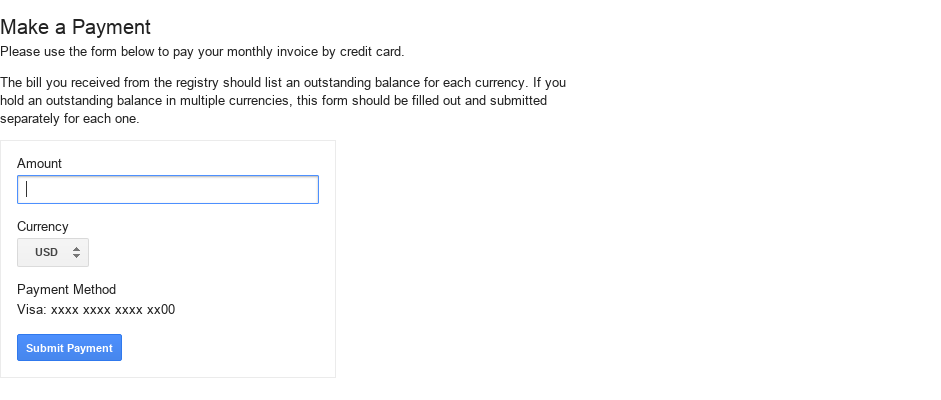 Make a Payment
Please use the form below to pay your monthly invoice by credit card.
The bill you received from the registry should list an outstanding balance for each currency. If you
hold an outstanding balance in multiple currencies, this form should be filled out and submitted
separately for each one.
Amount
Currency
USD
Payment Method
Visa: xxxx xxxx xxxx xx00
Submit Payment